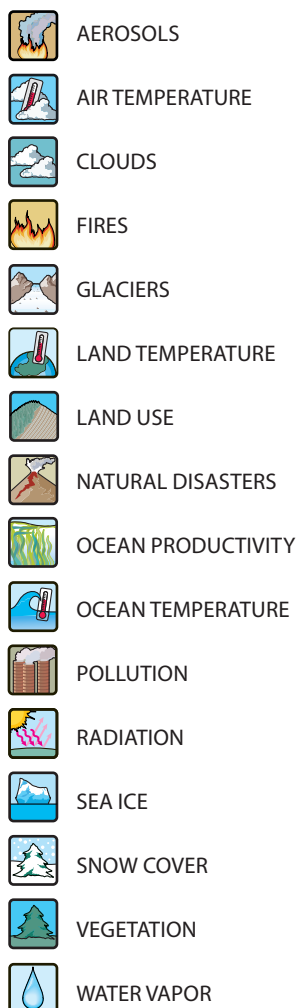 AEROSOLS
AIR TEMPERATURE
CLOUDS
FIRES
GLACIERS
LAND TEMPERATURE
LAND USE
NATURAL DISASTERS
OCEAN PRODUCTIVITY
OCEAN TEMPERATURE
POLLUTION
RADIATION
SEA ICE
SNOW COVER
VEGETATION
WATER VAPOR